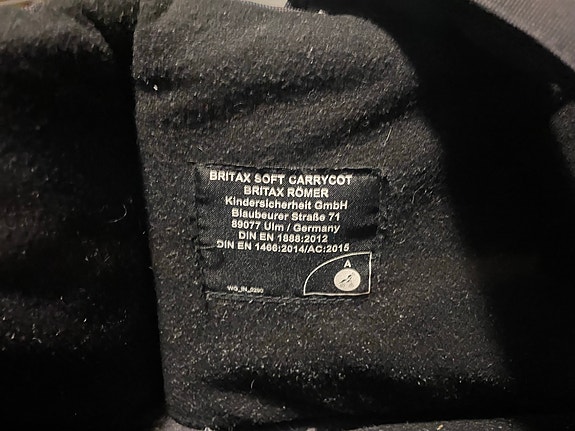 BRITAX SOFT CARRYCOT
BRITAX RÖMER
Kindersicherheit GmbH
Blaubeurer Straße 71
89077 Ulm / Germany
DIN EN 1888:2012
DIN EN 1466:2014/AC:2015
A
WG_IN_0290